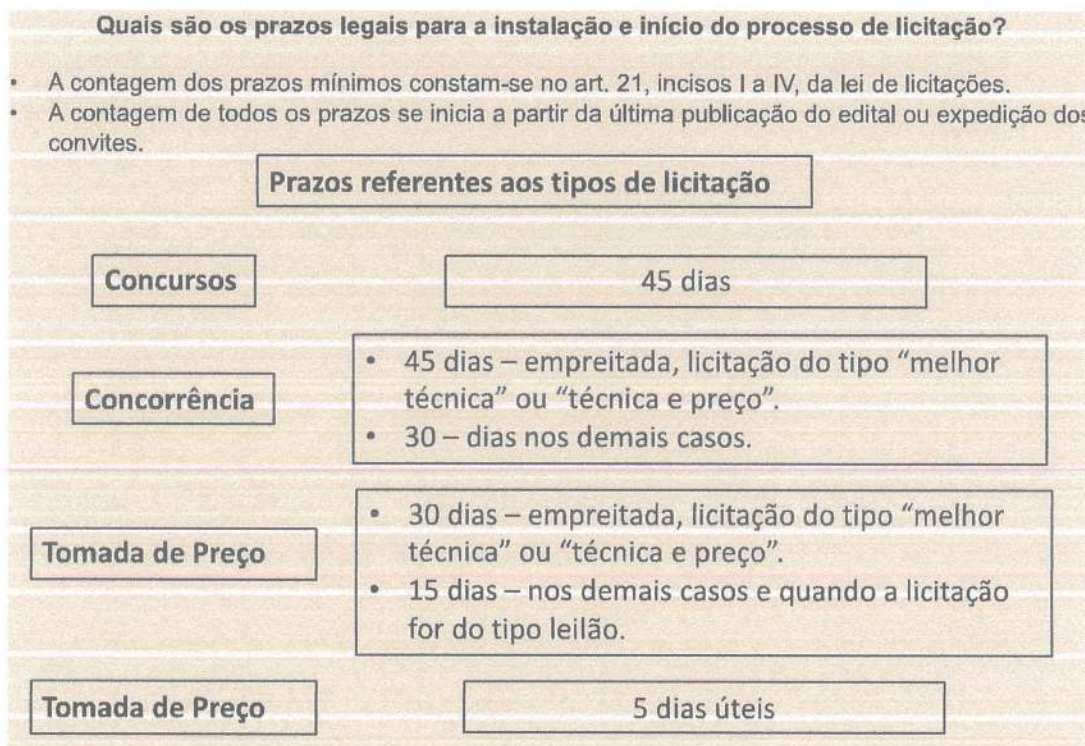 Quais são os prazos legais para a instalação e início do processo de licitação?
• A contagem dos prazos mínimos constam-se no art. 21, incisos I a IV, da lei de licitações.
• A contagem de todos os prazos se inicia a partir da última publicação do edital ou expedição dos
convites.
Prazos referentes aos tipos de licitação
Concursos
45 dias
Concorrência
• 45 dias – empreitada, licitação do tipo “melhor
técnica” ou “técnica e preço”.
• 30 – dias nos demais casos.
Tomada de Preço
• 30 dias – empreitada, licitação do tipo “melhor
técnica” ou “técnica e preço”.
• 15 dias – nos demais casos e quando a licitação
for do tipo leilão.
Tomada de Preço
5 dias úteis